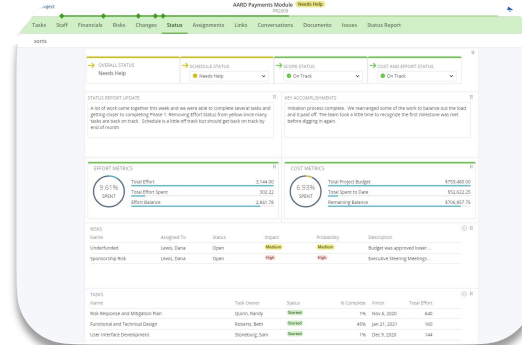 AARD Payments Module Needs Help
Tasks Staff Financials Risks Changes Status Assignments Links Conversations Documents Issues Status Report
OVERALL STATUS
Needs Help
SCHEDULE STATUS
Needs Help
SCOPE STATUS
On Track
COST AND EFFORT STATUS
On Track
STATUS REPORT UPDATE
A lot of work came together this week and we were able to complete several tasks and
getting closer to completing Phase 1. Removing Effort Status from yellow since many
tasks are back on track. Schedule is a little off track but should get back on track by
end of month
KEY ACCOMPLISHMENTS
Initiation process complete. We rearranged some of the work to balance out the load
and it paid off. The team took a little time to recognize the first milestone was met
before digging in again
EFFORT METRICS
9.61%
SPENT
Total Effort 3,144.00
Total Effort Spent 302.22
Effort Balance 2,841.78
COST METRICS
6.93%
SPENT
Total Project Budget $759,480.00
Total Spent to Date $52,622.25
Remaining Balance $706,857.75
RISKS
Name Assigned To Status Impact Probability Description
Underfunded Lewis, Dana Open Medium Medium Budget was approved lower ...
Sponsorship Risk Lewis, Dana Open High High Executive Steering Meetings ...
TASKS
Name Task Owner Status % Complete Finish Total Effort
Risk Response and Mitigation Plan Quinn, Randy Started 1% Nov 6, 2020 640
Functional and Technical Design Roberts, Beth Started 45% Jan 21, 2021 160
User Interface Development Stoneburg, Sam Started 1% Dec 9, 2020 144